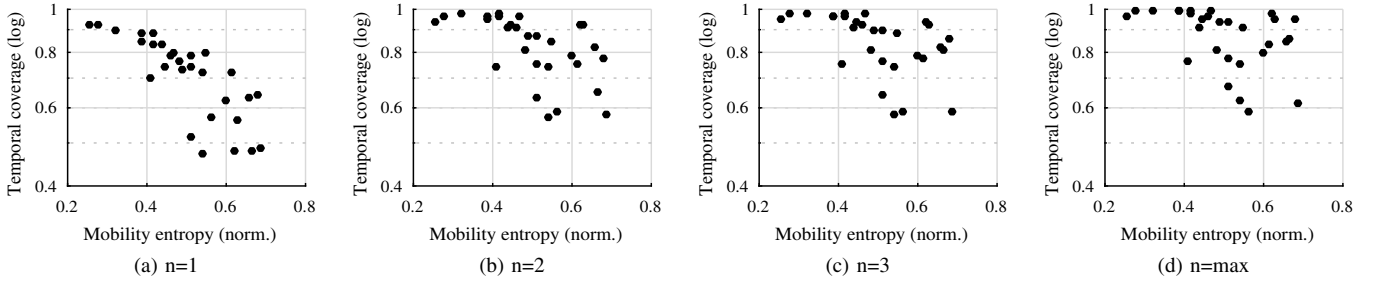 Temporal coverage (log)
1
0.8
0.6
0.4
0.2 0.4 0.6 0.8
Mobility entropy (norm.)
(a) n=1
Temporal coverage (log)
1
0.8
0.6
0.4
0.2 0.4 0.6 0.8
Mobility entropy (norm.)
(b) n=2
Temporal coverage (log)
1
0.8
0.6
0.4
0.2 0.4 0.6 0.8
Mobility entropy (norm.)
(c) n=3
Temporal coverage (log)
1
0.8
0.6
0.4
0.2 0.4 0.6 0.8
Mobility entropy (norm.)
(d) n=max